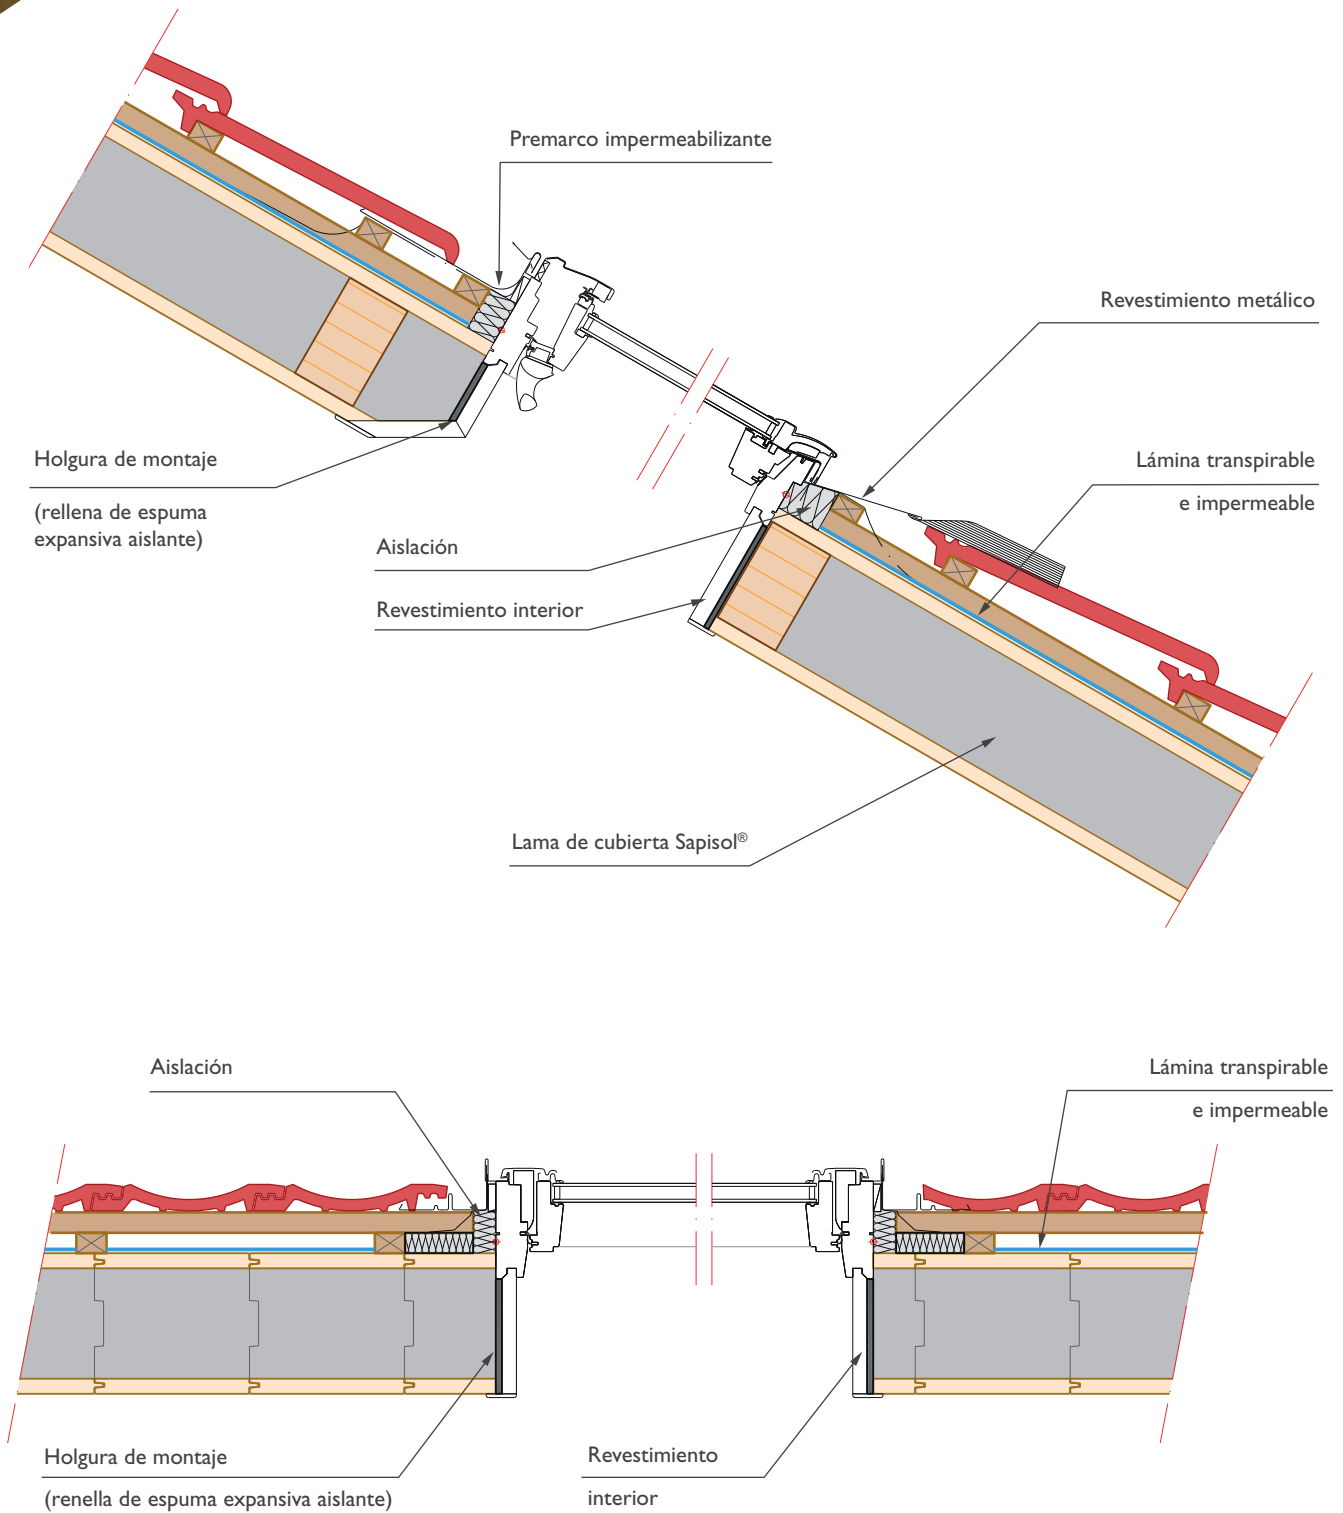 Premarco impermeabilizante
Revestimiento metálico
Holgura de montaje
(rellena de espuma
expansiva aislante)
Lámina transpirable
e impermeable
Aislación
Revestimiento interior
Lama de cubierta Sapisol®
Aislación
Lámina transpirable
e impermeable
Holgura de montaje
(renella de espuma expansiva aislante)
Revestimiento
interior